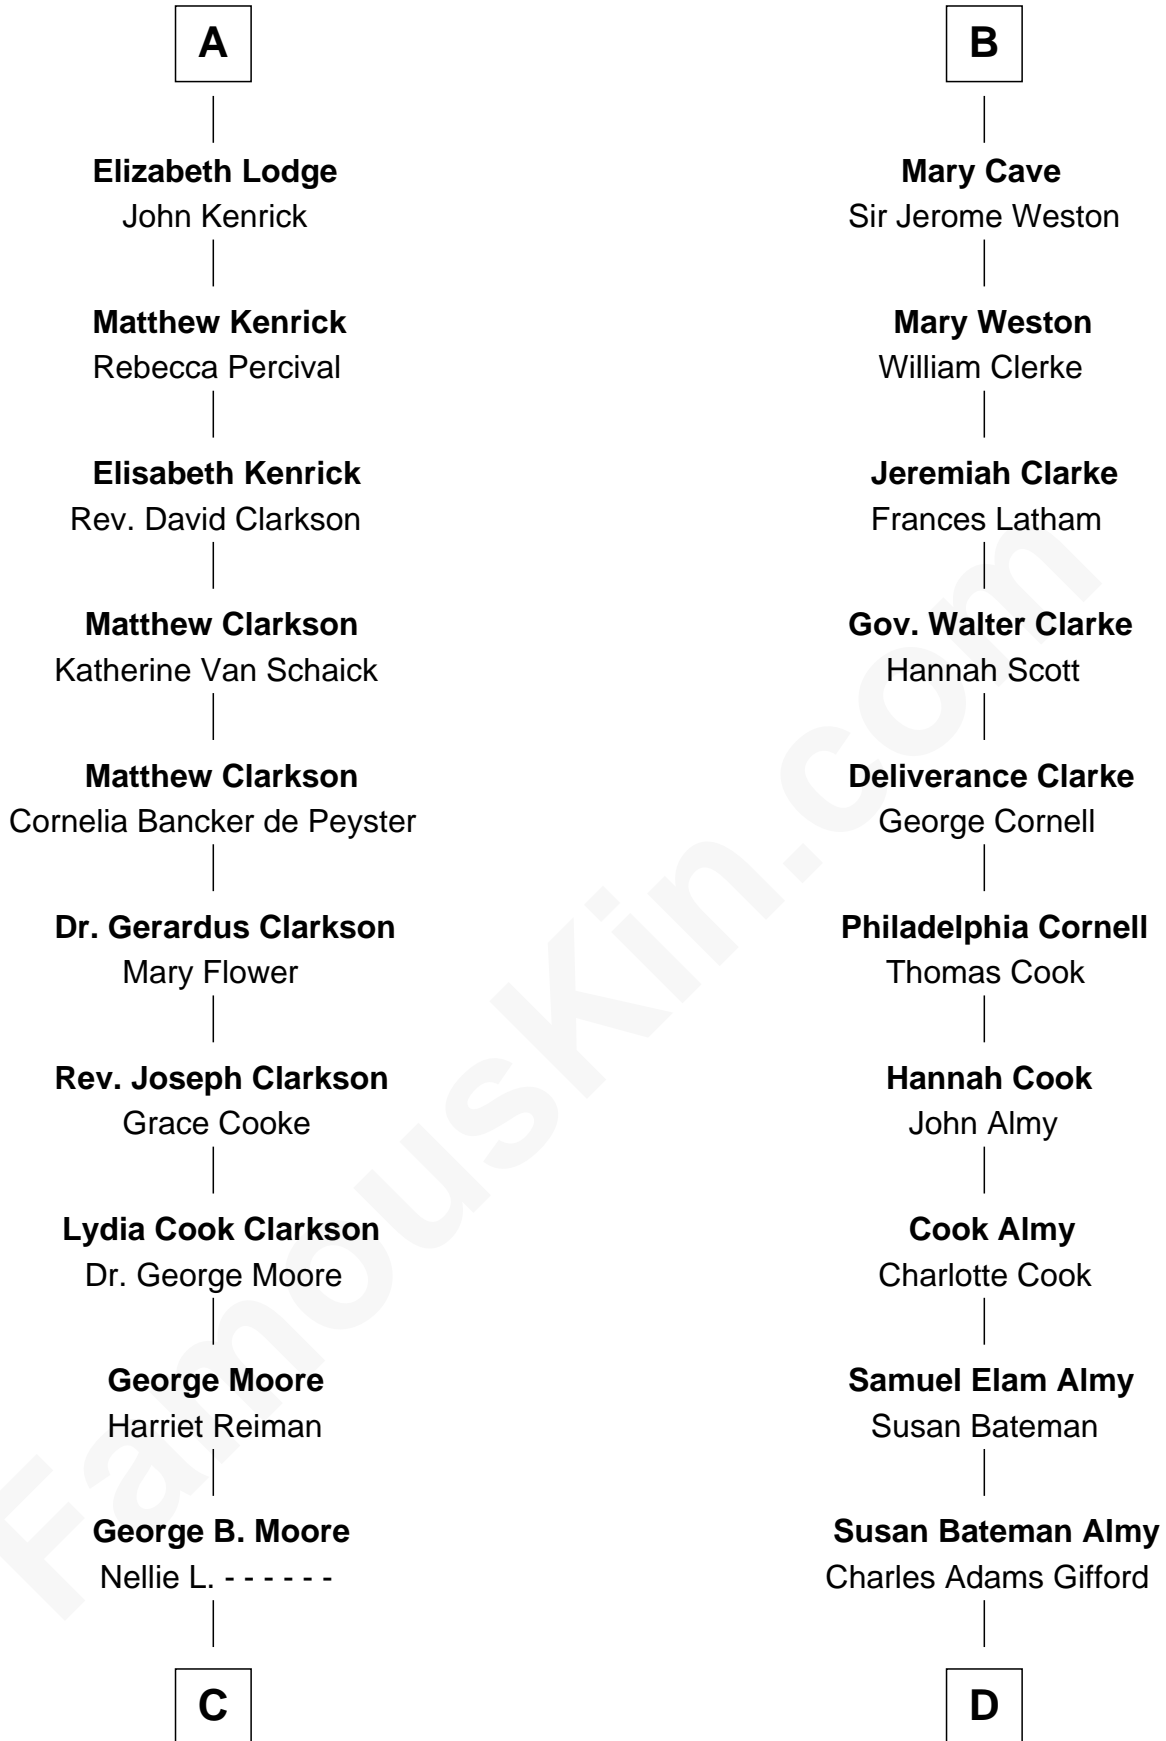 A
Elizabeth Lodge
John Kenrick
Matthew Kenrick
Rebecca Percival
Elisabeth Kenrick
Rev. David Clarkson
Matthew Clarkson
Katherine Van Schaick
Matthew Clarkson
Cornelia Bancker de Peyster
Dr. Gerardus Clarkson
Mary Flower
Rev. Joseph Clarkson
Grace Cooke
Lydia Cook Clarkson
Dr. George Moore
George Moore
Harriet Reiman
George B. Moore
Nellie L. - - - - - -
C
B
Mary Cave
Sir Jerome Weston
Mary Weston
William Clerke
Jeremiah Clarke
Frances Latham
Gov. Walter Clarke
Hannah Scott
Deliverance Clarke
George Cornell
Philadelphia Cornell
Thomas Cook
Hannah Cook
John Almy
Cook Almy
Charlotte Cook
Samuel Elam Almy
Susan Bateman
Susan Bateman Almy
Charles Adams Gifford
D
FamousKin.com